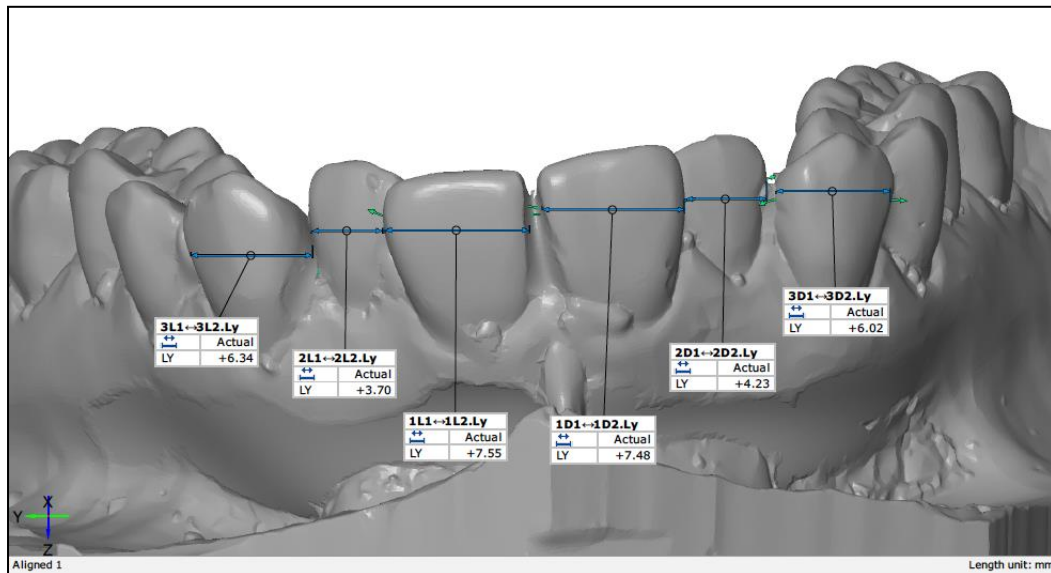 3L1↔3L2.Ly
Actual
LY +6.34
2L1↔2L2.Ly
Actual
LY +3.70
1L1↔1L2.Ly
Actual
LY +7.55
1D1↔1D2.Ly
Actual
LY +7.48
2D1↔2D2.Ly
Actual
LY +4.23
3D1↔3D2.Ly
Actual
LY +6.02
X
Y
Z
Aligned 1
Length unit: mm